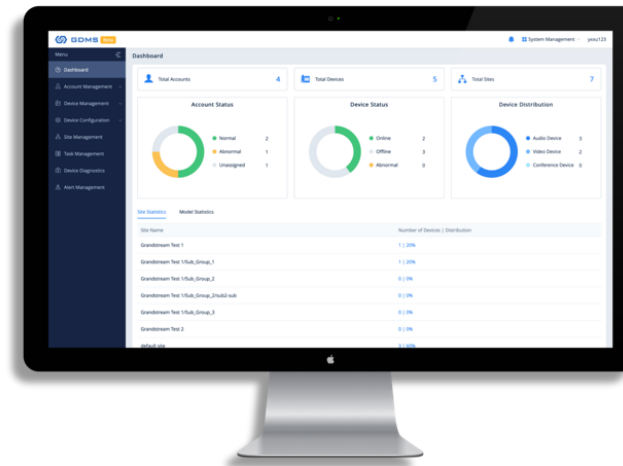 GDMS Beta
System Management
yxxu123
Menu
Dashboard
Dashboard
Account Management
Device Management
Device Configuration
Site Management
Task Management
Device Diagnostics
Alert Management
Total Accounts 4
Total Devices 5
Total Sites 7
Account Status
Normal 2
Abnormal 1
Unassigned 1
Device Status
Online 2
Offline 3
Abnormal 0
Device Distribution
Audio Device 3
Video Device 2
Conference Device 0
Site Statistics Model Statistics
Site Name Number of Devices | Distribution
Grandstream Test 1 1 | 20%
Grandstream Test 1/Sub_Group_1 1 | 20%
Grandstream Test 1/Sub_Group_2 0 | 0%
Grandstream Test 1/Sub_Group_2/sub2-sub 0 | 0%
Grandstream Test 1/Sub_Group_3 0 | 0%
Grandstream Test 2 0 | 0%
default site 3 | 60%